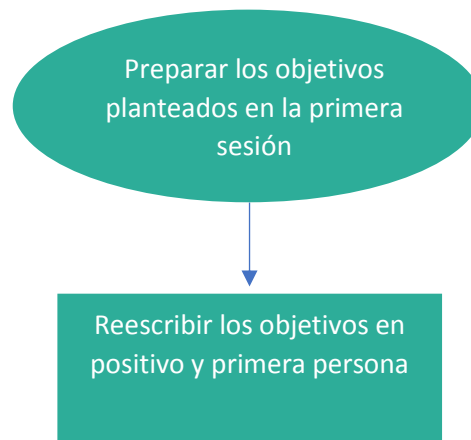 Preparar los objetivos
planteados en la primera
sesión
Reescribir los objetivos en
positivo y primera persona